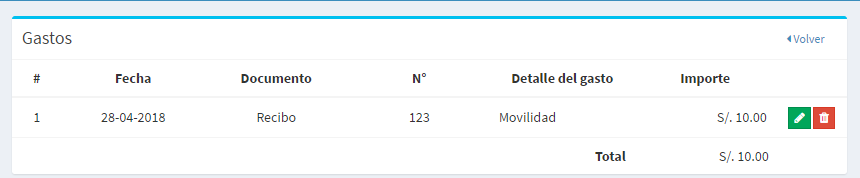 Gastos Volver
# Fecha Documento N° Detalle del gasto Importe
1 28-04-2018 Recibo 123 Movilidad S/. 10.00
Total S/. 10.00